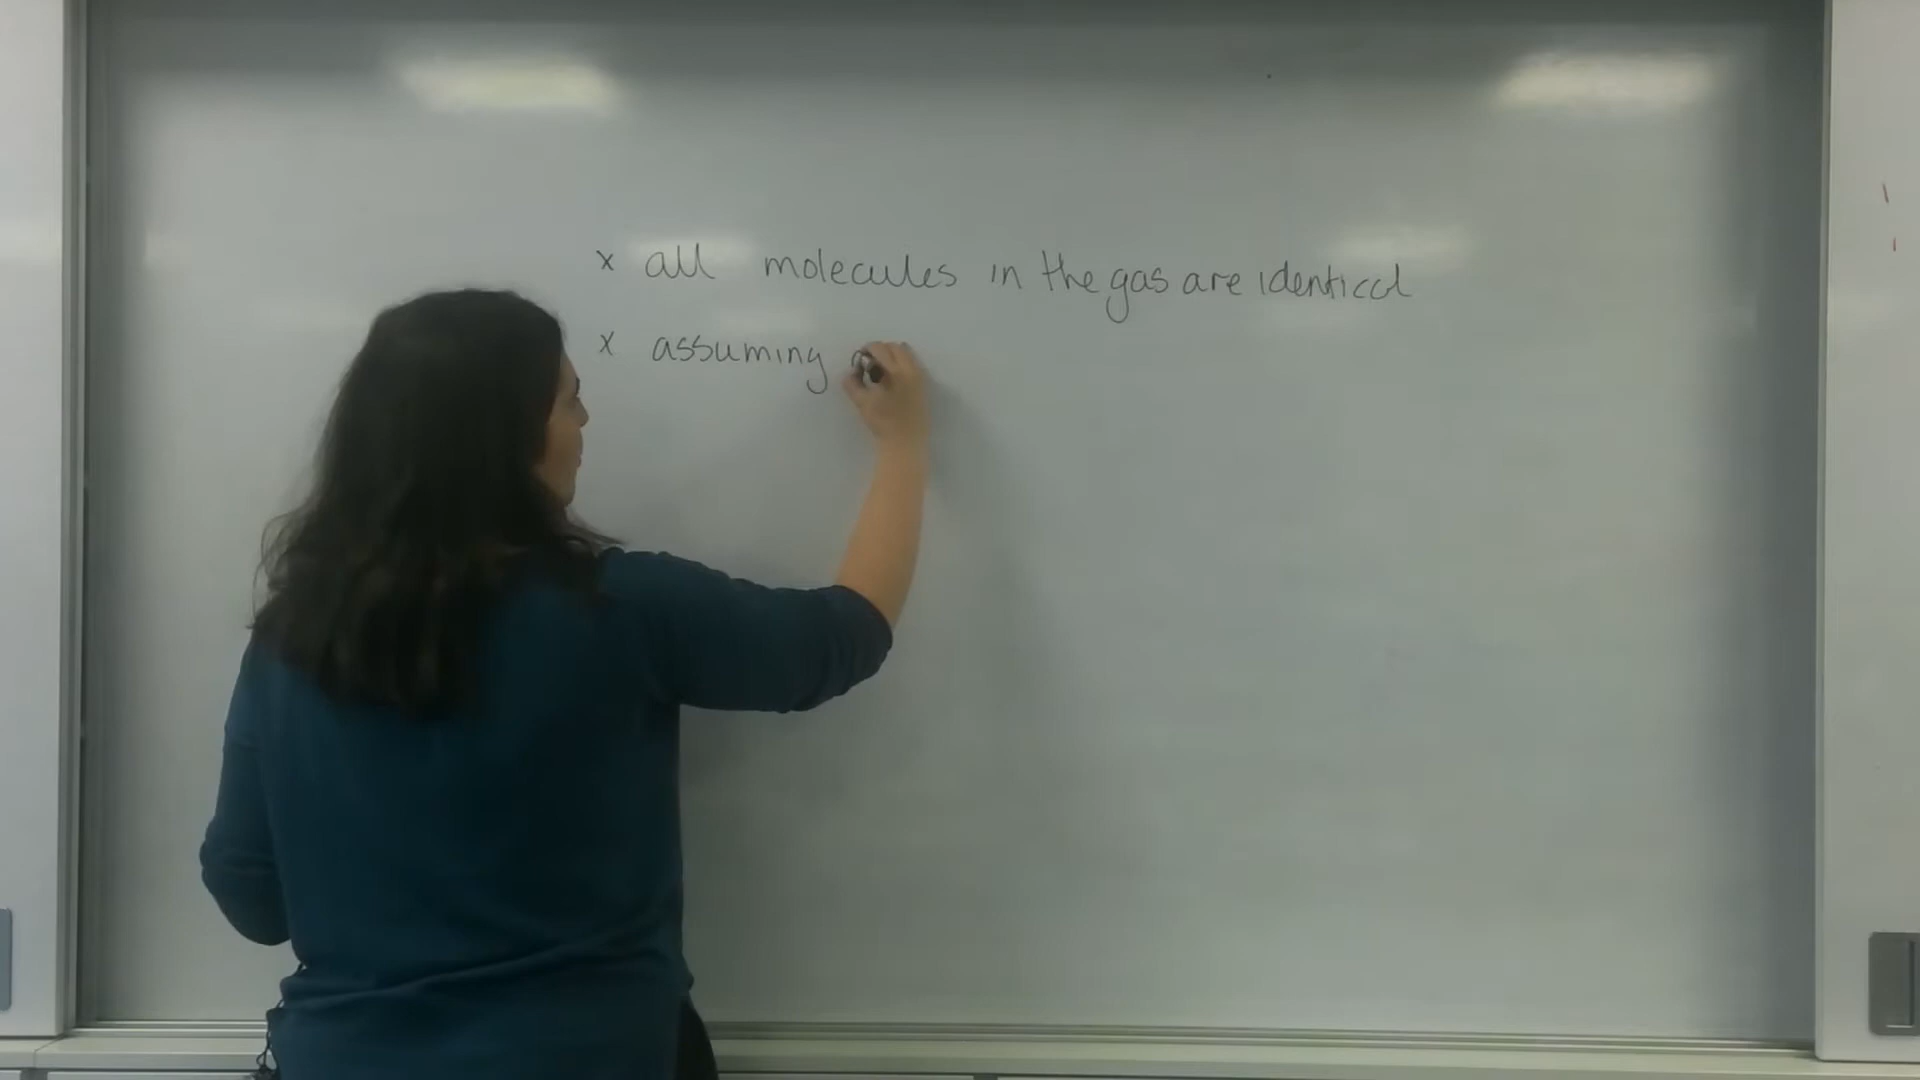 x all molecules in the gas are identical
x assuming